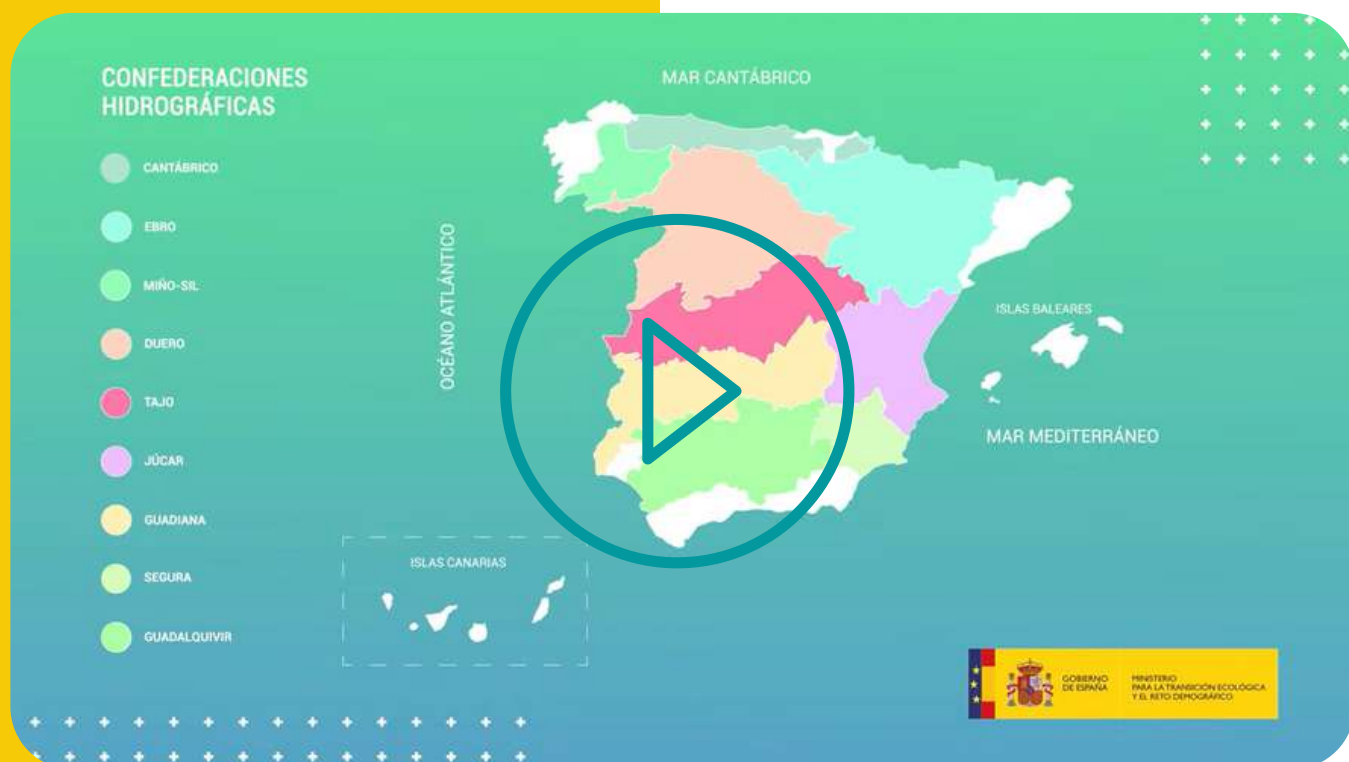 CONFEDERACIONES
HIDROGRÁFICAS
CANTÁBRICO
EBRO
MIÑO-SIL
DUERO
TAJO
JÚCAR
GUADIANA
SEGURA
GUADALQUIVIR
MAR CANTÁBRICO
OCÉANO ATLÁNTICO
ISLAS BALEARES
MAR MEDITERRÁNEO
ISLAS CANARIAS
GOBIERNO
DE ESPAÑA
MINISTERIO
PARA LA TRANSICIÓN ECOLÓGICA
Y EL RETO DEMOGRÁFICO